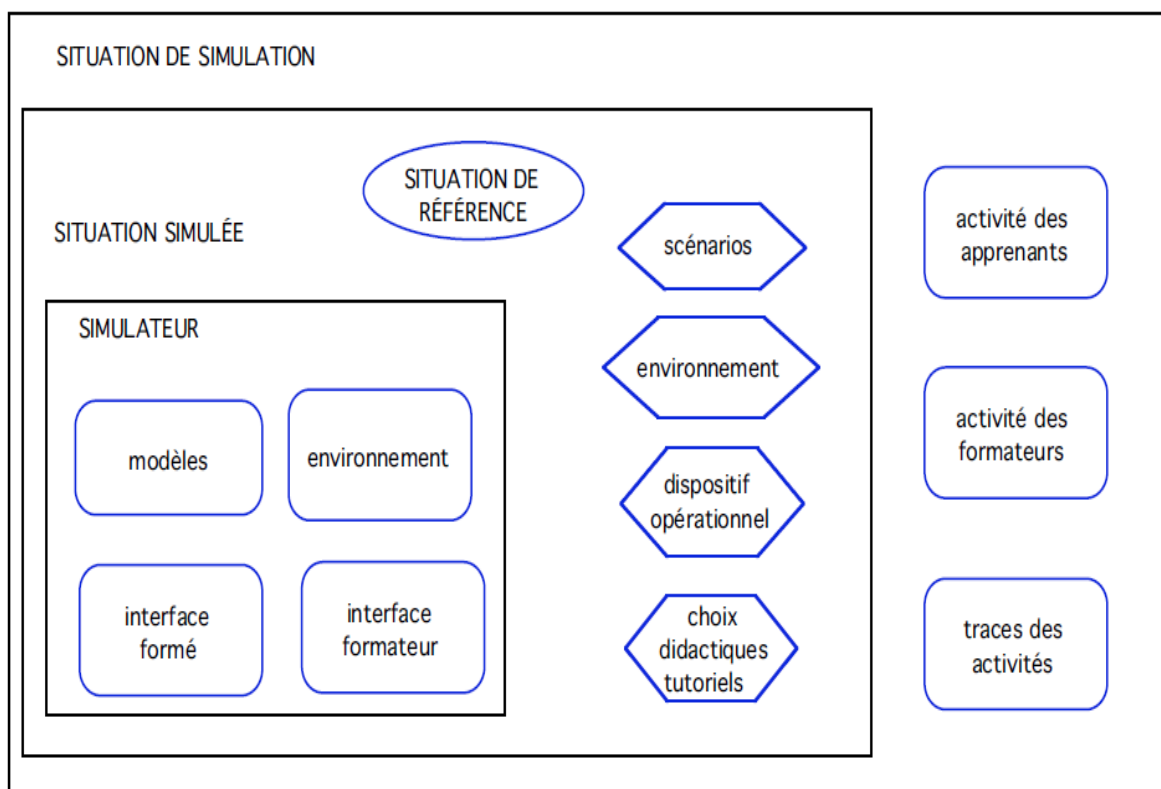 SITUATION DE SIMULATION
SITUATION DE
RÉFÉRENCE
SITUATION SIMULÉE
SIMULATEUR
modèles
environnement
interface
formé
interface
formateur
scénarios
environnement
dispositif
opérationnel
choix
didactiques
tutoriels
activité des
apprenants
activité des
formateurs
traces des
activités